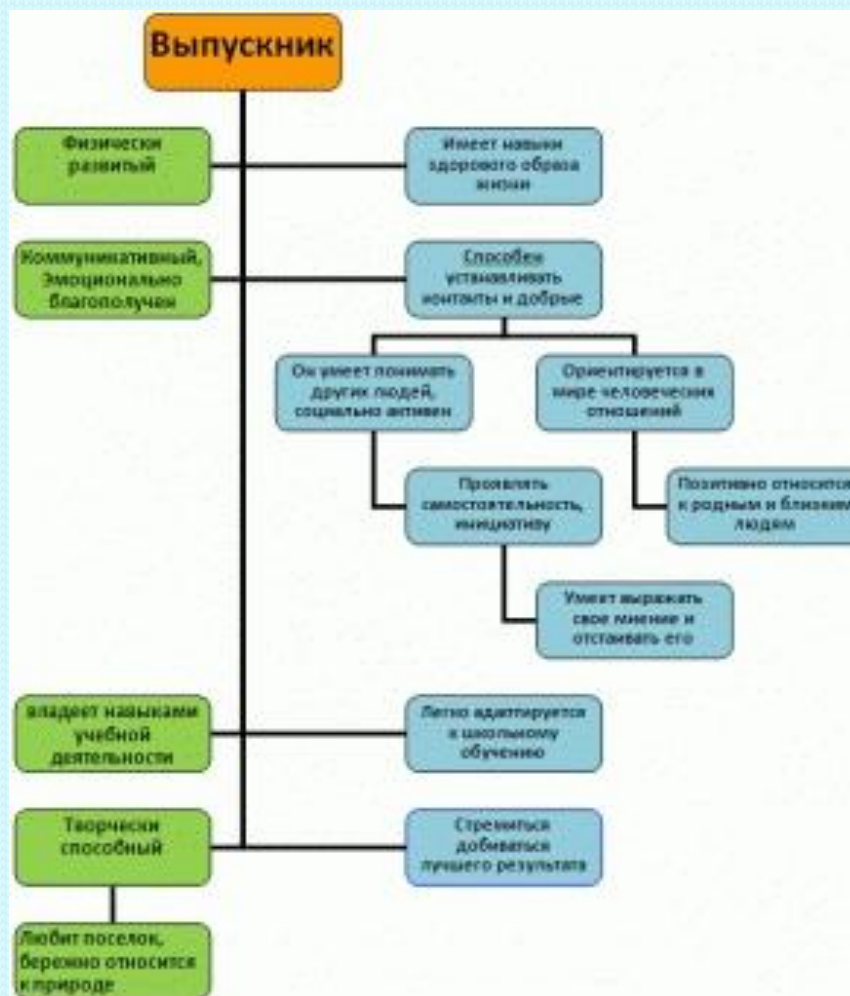 Выпускник
Физически
развитый
Имеет навыки
здорового образа
жизни
Коммуникативный,
Эмоционально
благополучен
Способен
устанавливать
контакты и добрые
Он умеет понимать
других людей,
социально активен
Ориентируется в
мире человеческих
отношений
Проявлять
самостоятельность,
инициативу
Позитивно относится
к родным и близким
людям
Умеет выражать
свое мнение и
отстаивать его
владеет навыками
учебной
деятельности
Легко адаптируется
к школьному
обучению
Творчески
способный
Стремиться
добиваться
лучшего результата
Любит поселок,
бережно относится
к природе